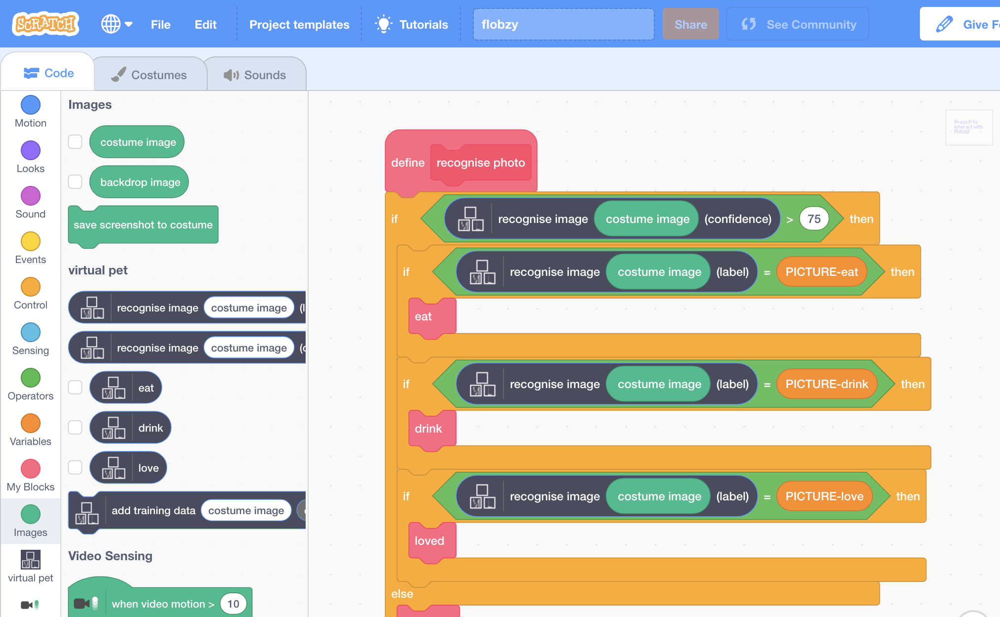 SCRATCH File Edit Project templates Tutorials flobzy Share See Community Give F
Code Costumes Sounds
Motion
Looks
Sound
Events
Control
Sensing
Operators
Variables
My Blocks
Images
virtual pet
Images
costume image
backdrop image
save screenshot to costume
virtual pet
recognise image costume image (l
recognise image costume image (c
eat
drink
love
add training data costume image
Video Sensing
when video motion > 10
define recognise photo
if recognise image costume image (confidence) > 75 then
if recognise image costume image (label) = PICTURE-eat then
eat
if recognise image costume image (label) = PICTURE-drink then
drink
if recognise image costume image (label) = PICTURE-love then
loved
else
Press P to
interact with
Flobzy!